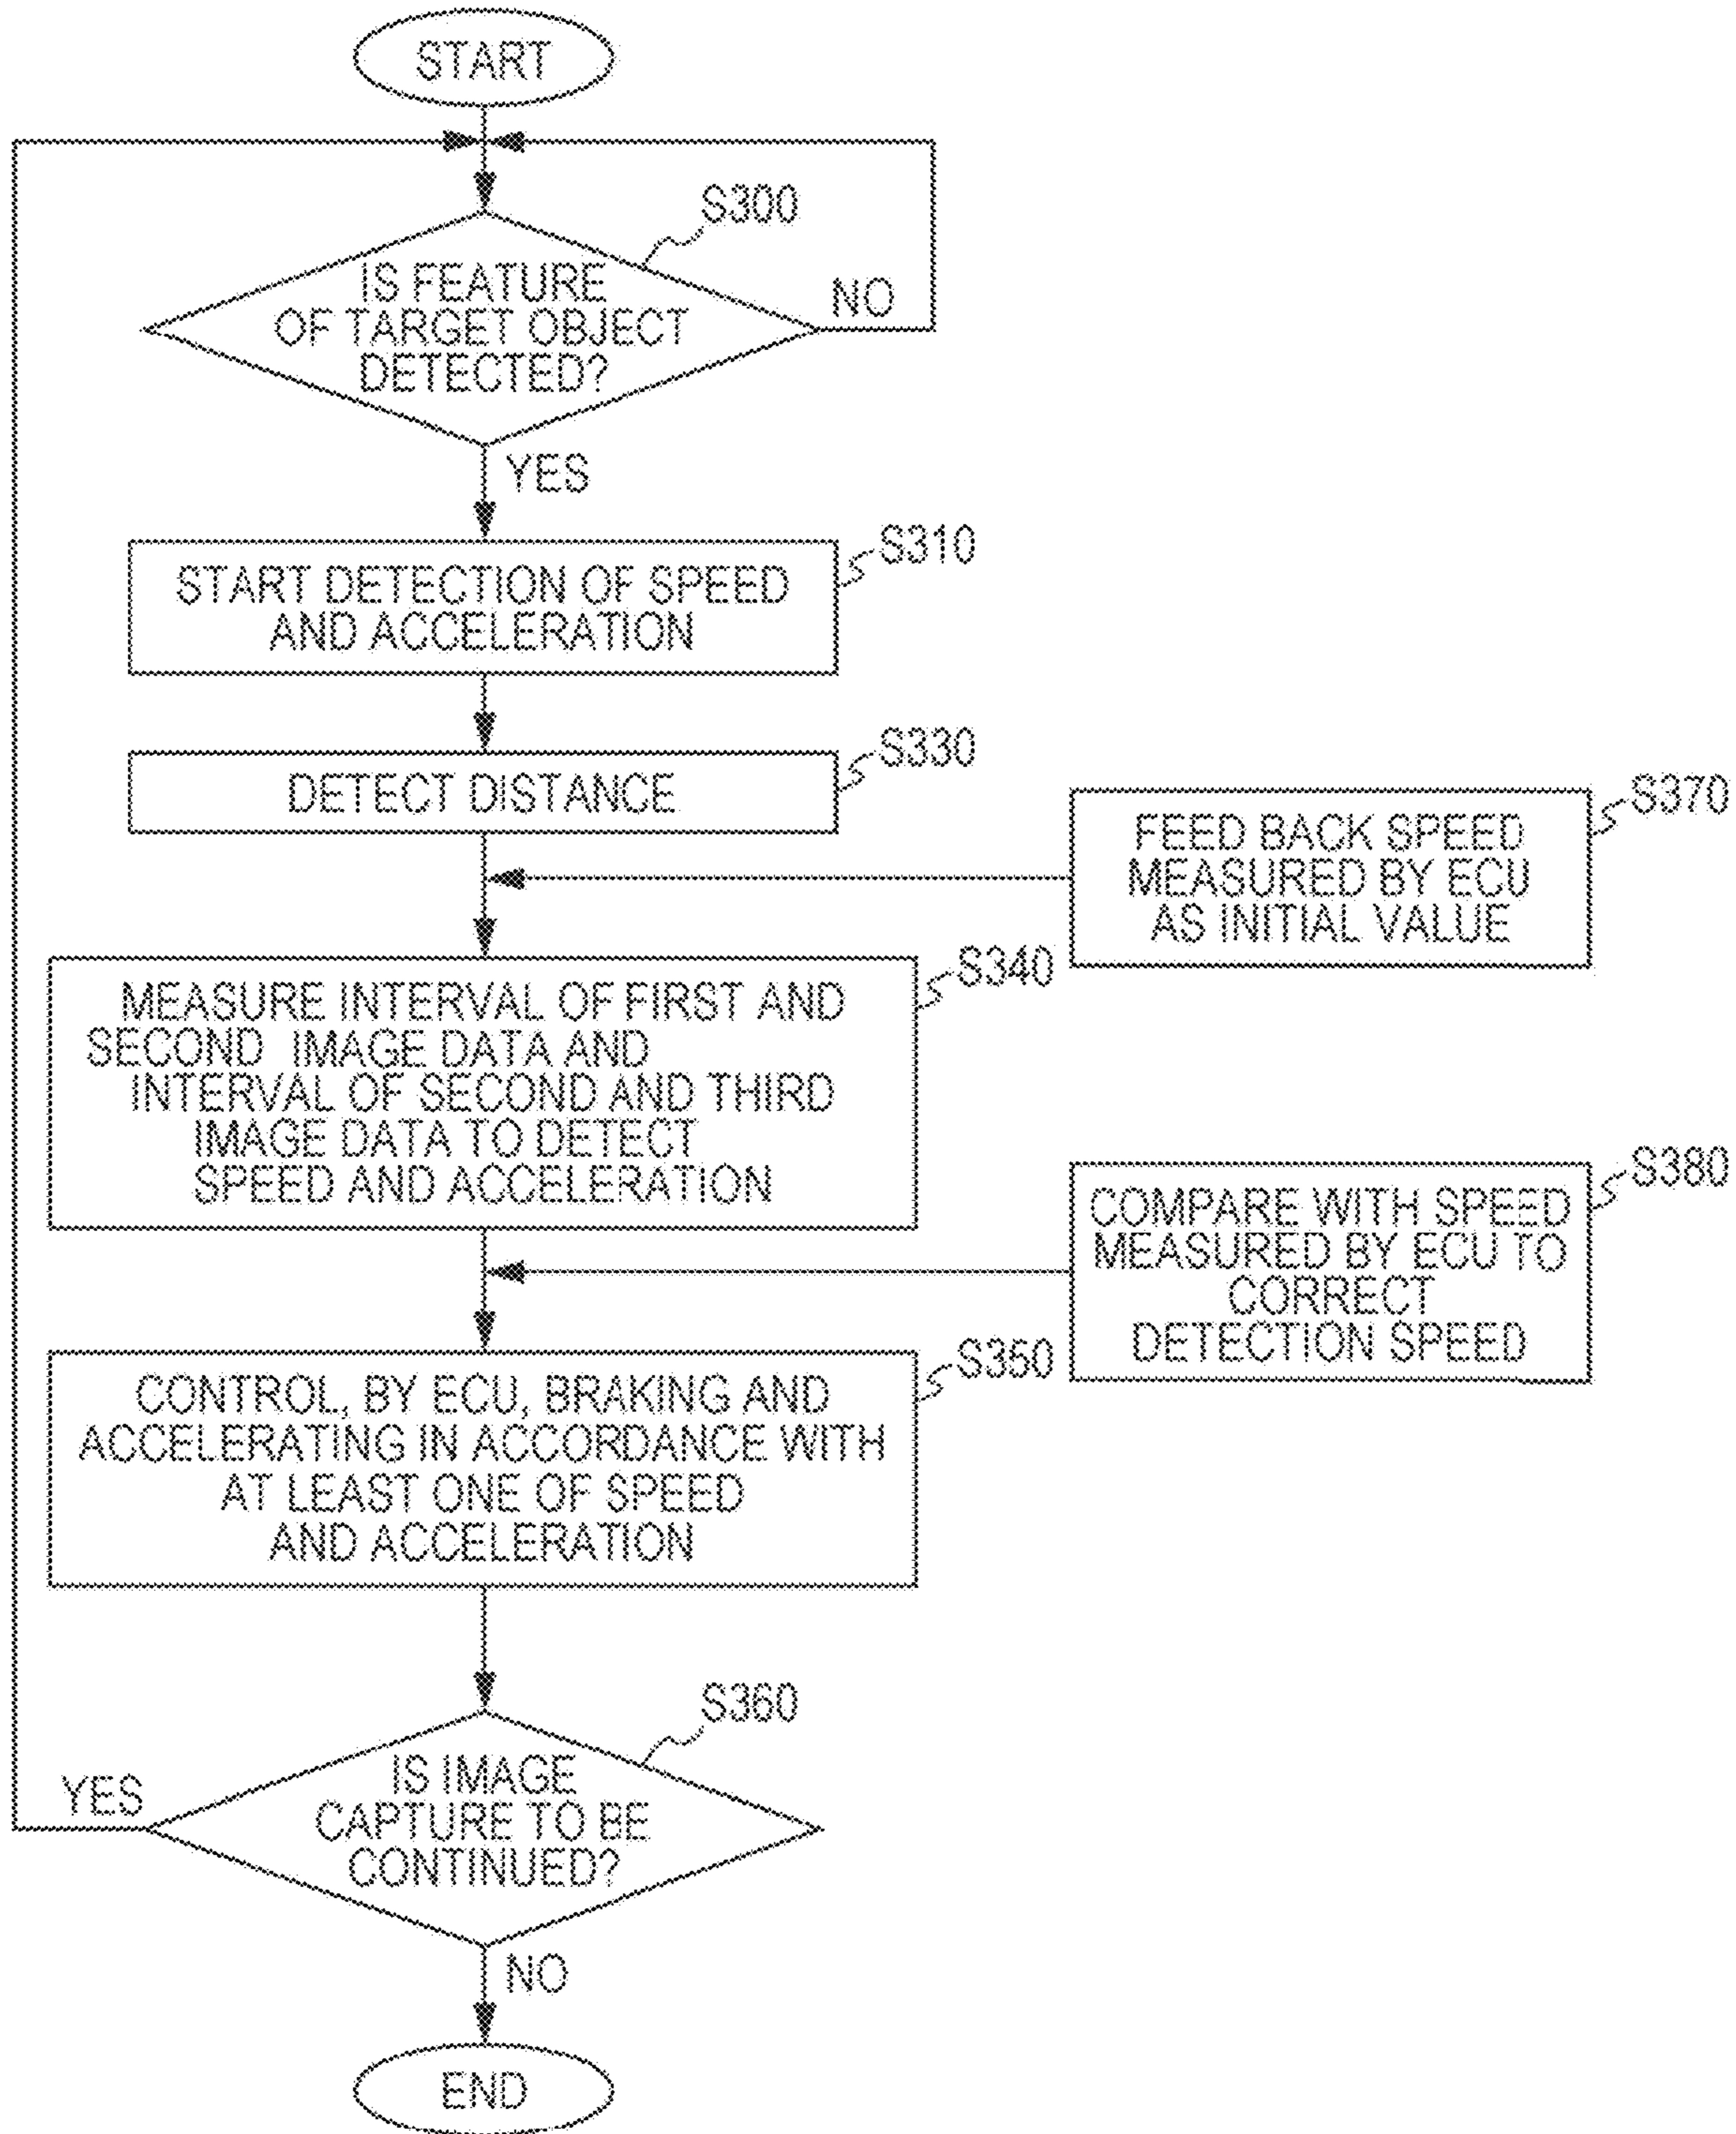 START
S300
IS FEATURE
OF TARGET OBJECT
DETECTED?
NO
YES
S310
START DETECTION OF SPEED
AND ACCELERATION
S330
DETECT DISTANCE
S370
FEED BACK SPEED
MEASURED BY ECU
AS INITIAL VALUE
S340
MEASURE INTERVAL OF FIRST AND
SECOND IMAGE DATA AND
INTERVAL OF SECOND AND THIRD
IMAGE DATA TO DETECT
SPEED AND ACCELERATION
S380
COMPARE WITH SPEED
MEASURED BY ECU TO
CORRECT
DETECTION SPEED
S350
CONTROL, BY ECU, BRAKING AND
ACCELERATING IN ACCORDANCE WITH
AT LEAST ONE OF SPEED
AND ACCELERATION
S360
IS IMAGE
CAPTURE TO BE
CONTINUED?
YES
NO
END